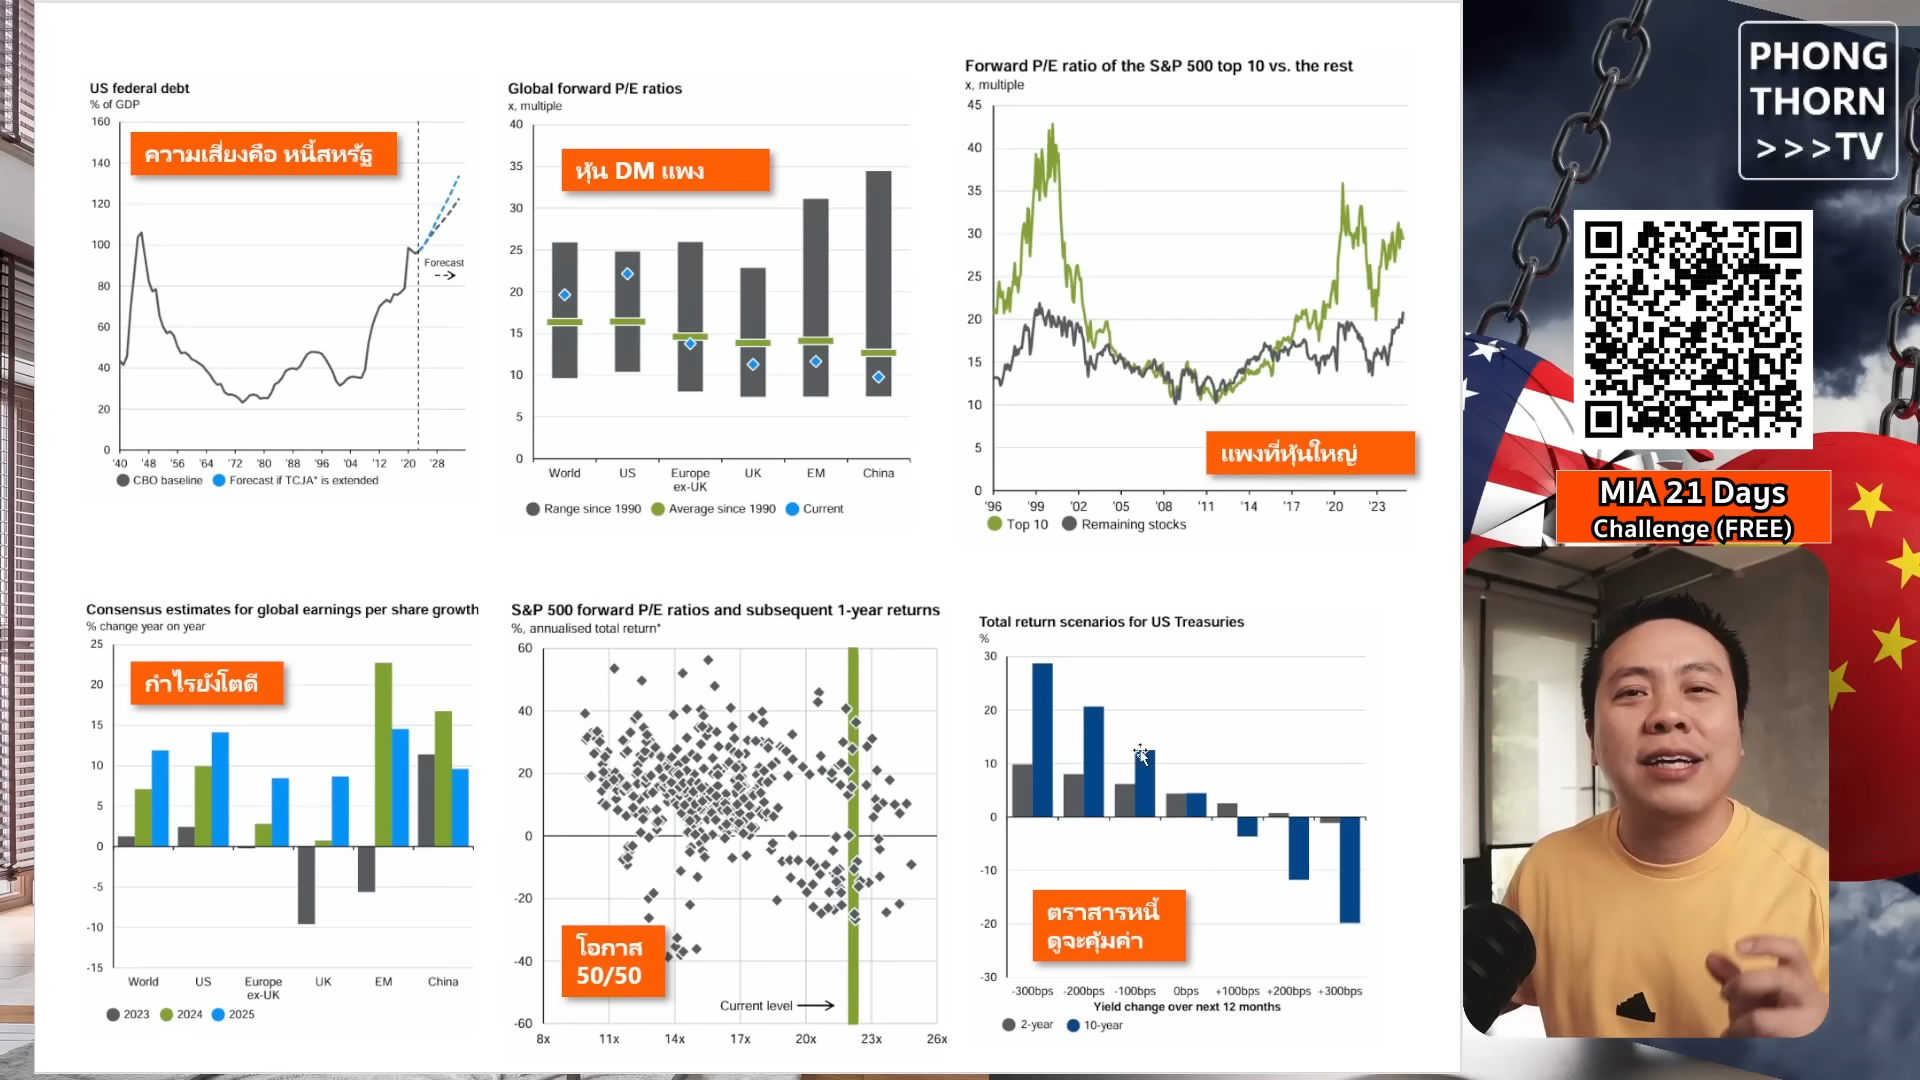 US federal debt
% of GDP
160
140
120
100
80
60
40
20
0
ความเสี่ยงคือ หนี้สหรัฐ
Forecast
'40 '48 '56 '64 '72 '80 '88 '96 '04 '12 '20 '28
CBO baseline Forecast if TCJA* is extended
Global forward P/E ratios
x, multiple
40
35
30
25
20
15
10
5
0
หุ้น DM แพง
World US Europe ex-UK UK EM China
Range since 1990 Average since 1990 Current
Forward P/E ratio of the S&P 500 top 10 vs. the rest
x, multiple
45
40
35
30
25
20
15
10
5
0
แพงที่หุ้นใหญ่
'96 '99 '02 '05 '08 '11 '14 '17 '20 '23
Top 10 Remaining stocks
Consensus estimates for global earnings per share growth
% change year on year
25
20
15
10
5
0
-5
-10
-15
กำไรยังโตดี
World US Europe ex-UK UK EM China
2023 2024 2025
S&P 500 forward P/E ratios and subsequent 1-year returns
%, annualised total return*
60
40
20
0
-20
-40
-60
โอกาส
50/50
Current level
8x 11x 14x 17x 20x 23x 26x
Total return scenarios for US Treasuries
%
30
20
10
0
-10
-20
-30
ตราสารหนี้
ดูจะคุ้มค่า
-300bps -200bps -100bps 0bps +100bps +200bps +300bps
Yield change over next 12 months
2-year 10-year
PHONG
THORN
>>>TV
MIA 21 Days
Challenge (FREE)